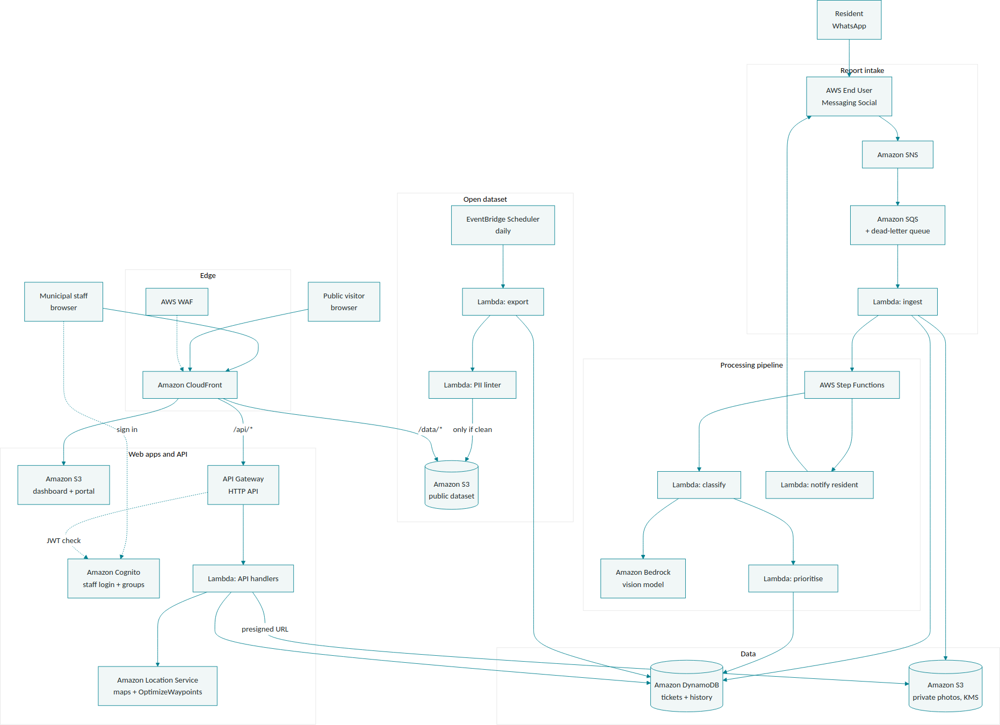 Resident
WhatsApp
Report intake
AWS End User
Messaging Social
Amazon SNS
Amazon SQS
+ dead-letter queue
Lambda: ingest
Open dataset
EventBridge Scheduler
daily
Lambda: export
Lambda: PII linter
/data/*
only if clean
Amazon S3
public dataset
Municipal staff
browser
Edge
AWS WAF
Public visitor
browser
Amazon CloudFront
sign in
/api/*
Web apps and API
Amazon S3
dashboard + portal
API Gateway
HTTP API
JWT check
Amazon Cognito
staff login + groups
Lambda: API handlers
presigned URL
Amazon Location Service
maps + OptimizeWaypoints
Processing pipeline
AWS Step Functions
Lambda: classify
Lambda: notify resident
Amazon Bedrock
vision model
Lambda: prioritise
Data
Amazon DynamoDB
tickets + history
Amazon S3
private photos, KMS